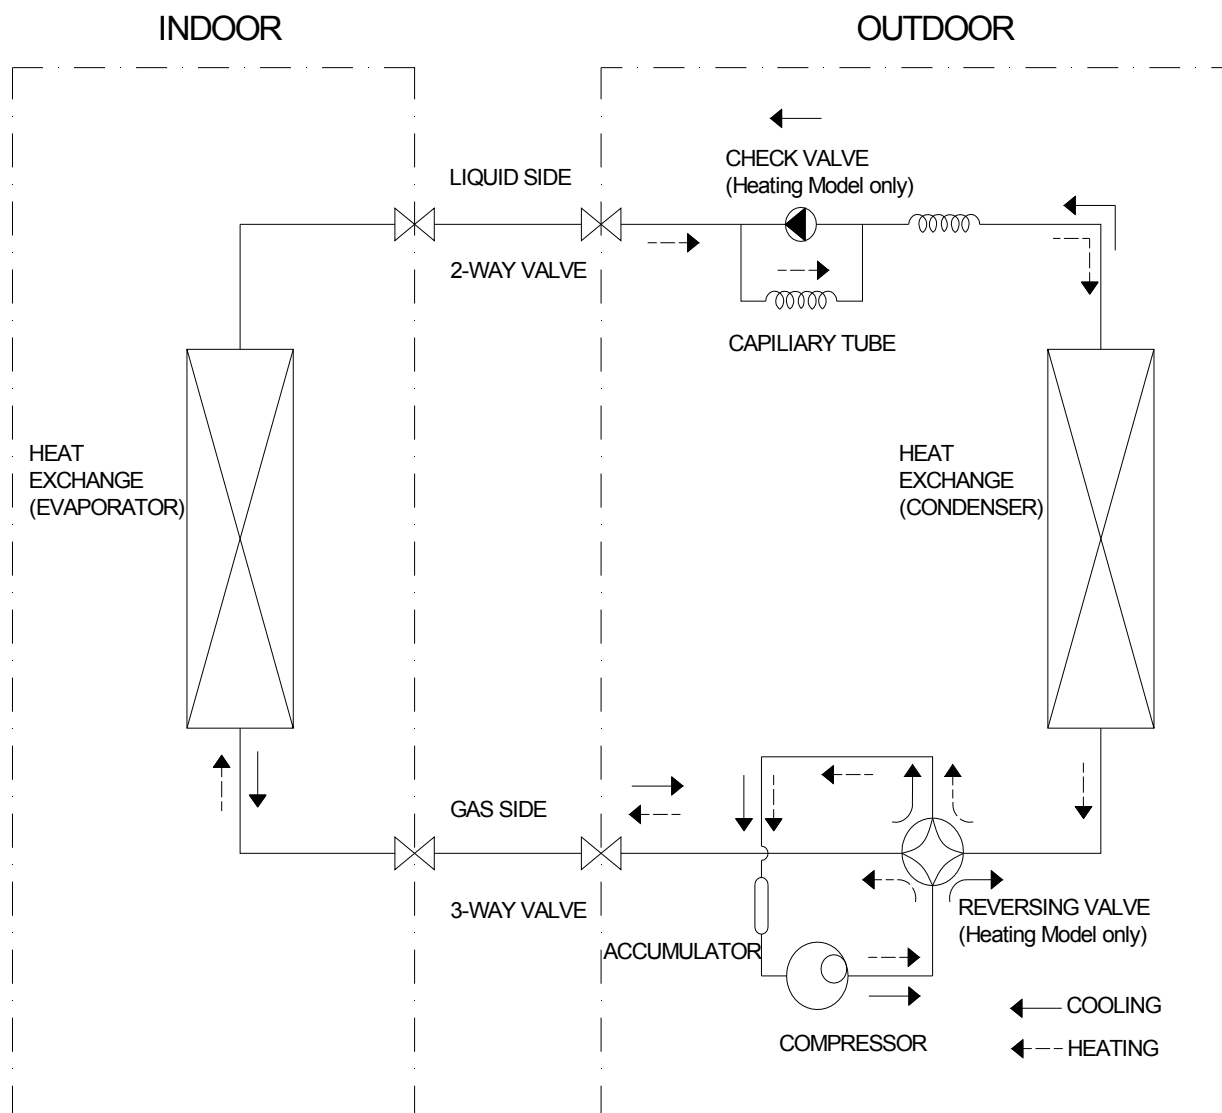 INDOOR
OUTDOOR
LIQUID SIDE
2-WAY VALVE
CHECK VALVE
(Heating Model only)
CAPILIARY TUBE
HEAT
EXCHANGE
(EVAPORATOR)
HEAT
EXCHANGE
(CONDENSER)
GAS SIDE
3-WAY VALVE
REVERSING VALVE
(Heating Model only)
ACCUMULATOR
COMPRESSOR
COOLING
HEATING